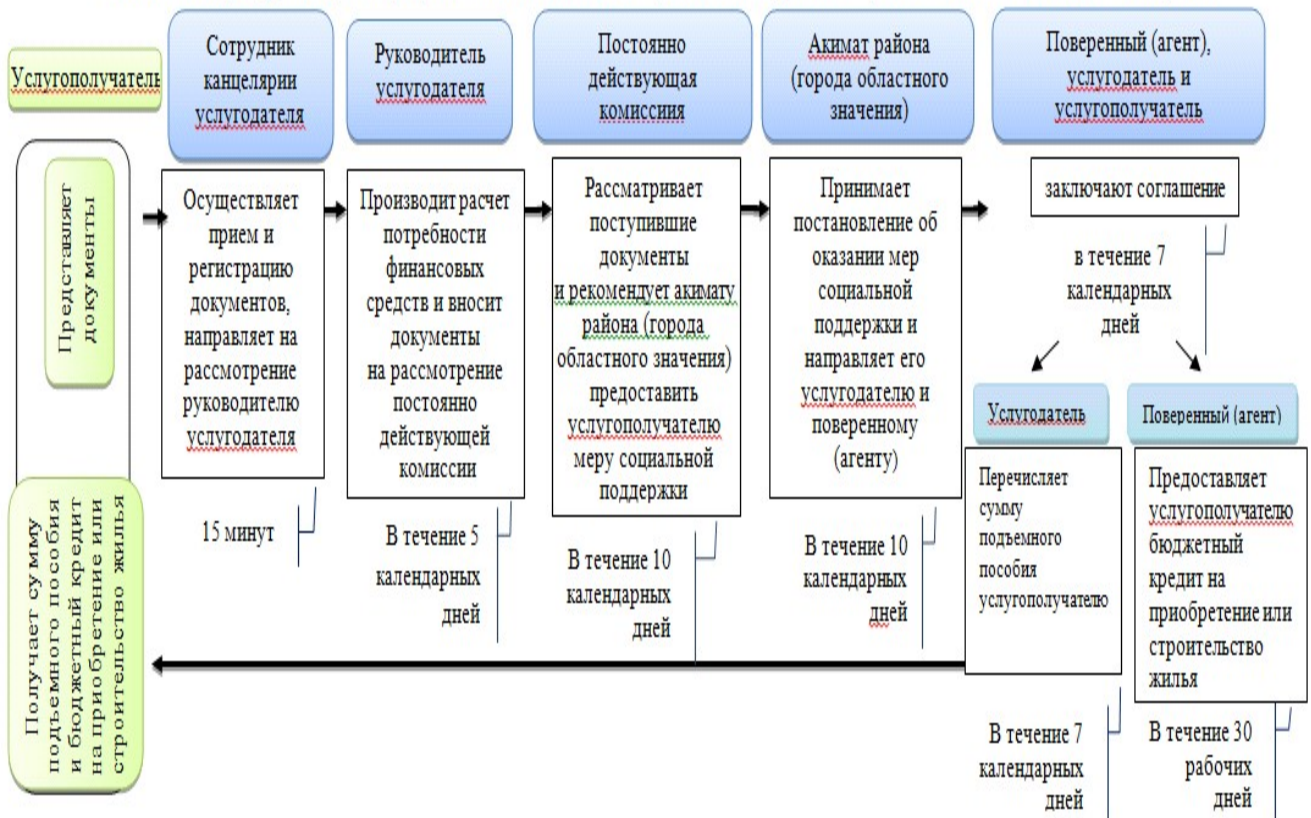 Услугополучатель
Сотрудник
канцелярии
услугодателя
Руководитель
услугодателя
Постоянно
действующая
комиссиия
Акимат района
(города областного
значения)
Поверенный (агент),
услугодатель и
услугополучатель
Представляет
документы
Осуществляет
прием и
регистрацию
документов,
направляет на
рассмотрение
руководителю
услугодателя
15 минут
Производит расчет
потребности
финансовых
средств и вносит
документы
на рассмотрение
постоянно
действующей
комиссии
В течение 5
календарных
дней
Рассматривает
поступившие
документы
и рекомендует акимату
района (города
областного значения)
предоставить
услугополучателю
меру социальной
поддержки
В течение 10
календарных
дней
Принимает
постановление об
оказании мер
социальной
поддержки и
направляет его
услугодателю и
поверенному
(агенту)
В течение 10
календарных
дней
заключают соглашение
в течение 7
календарных
дней
Услугодатель
Перечисляет
сумму
подъемного
пособия
услугополучателю
В течение 7
календарных
дней
Поверенный (агент)
Предоставляет
услугополучателю
бюджетный
кредит на
приобретение или
строительство
жилья
В течение 30
рабочих
дней
Получает сумму
подъемного пособия
и бюджетный кредит
на приобретение или
строительство жилья